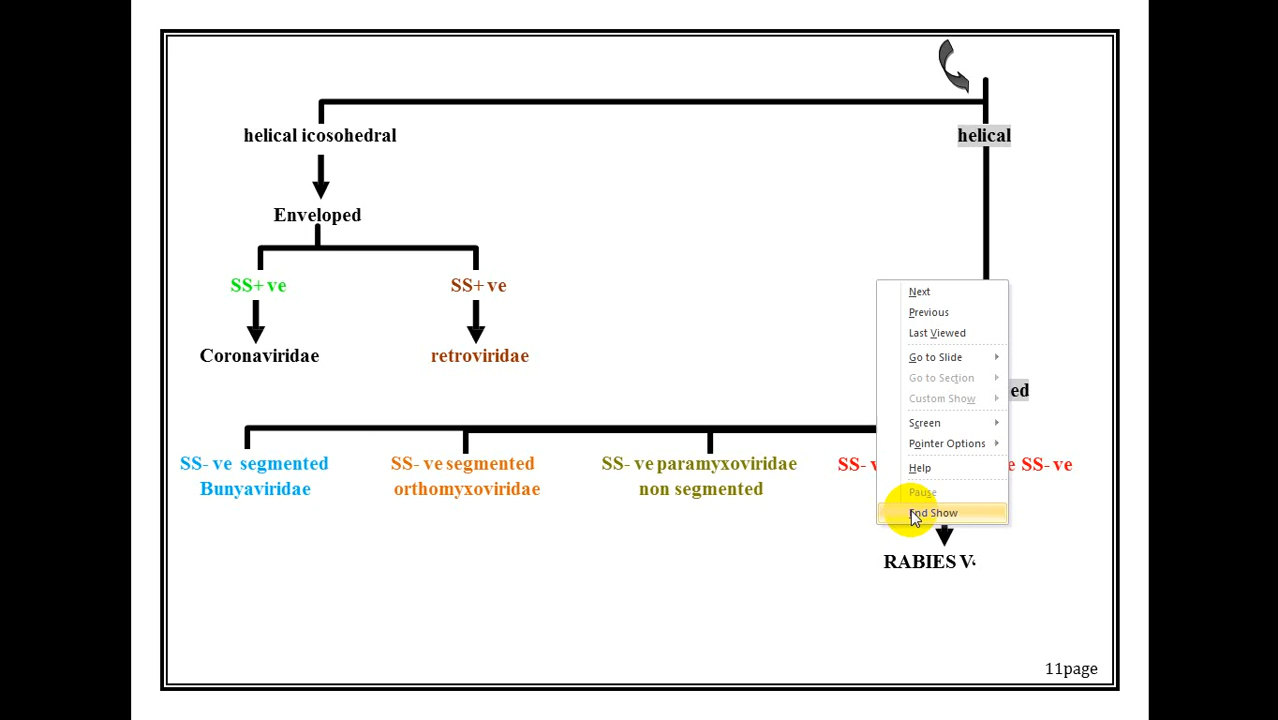 helical icosohedral
helical
Enveloped
SS+ ve
SS+ ve
Coronaviridae
retroviridae
Next
Previous
Last Viewed
Go to Slide
Go to Section
Custom Show
Screen
Pointer Options
Help
Pause
End Show
ed
SS- ve segmented
Bunyaviridae
SS- ve segmented
orthomyxoviridae
SS- ve paramyxoviridae
non segmented
SS- v
e SS- ve
RABIES V.
11page